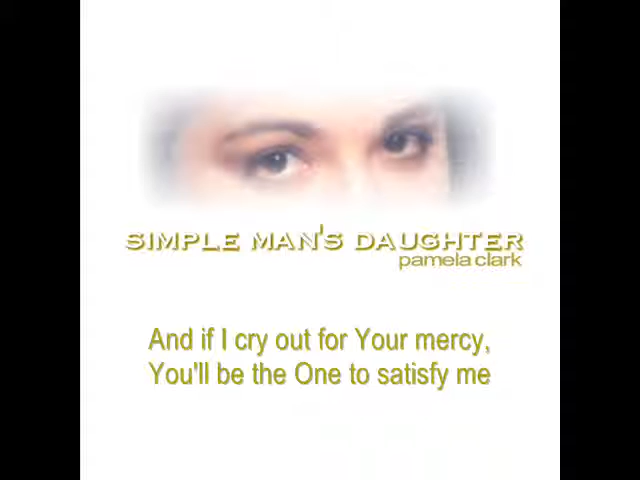 SIMPLE MAN'S DAUGHTER
pamela clark
And if I cry out for Your mercy,
You'll be the One to satisfy me